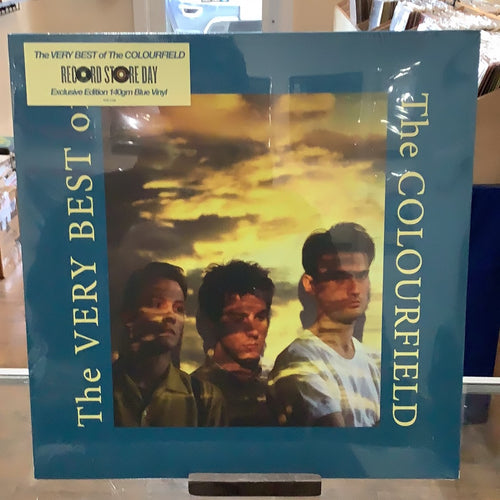 The VERY BEST of The COLOURFIELD
RECORD STORE DAY
Exclusive Edition 140gm Blue Vinyl
The VERY BEST of
The COLOURFIELD